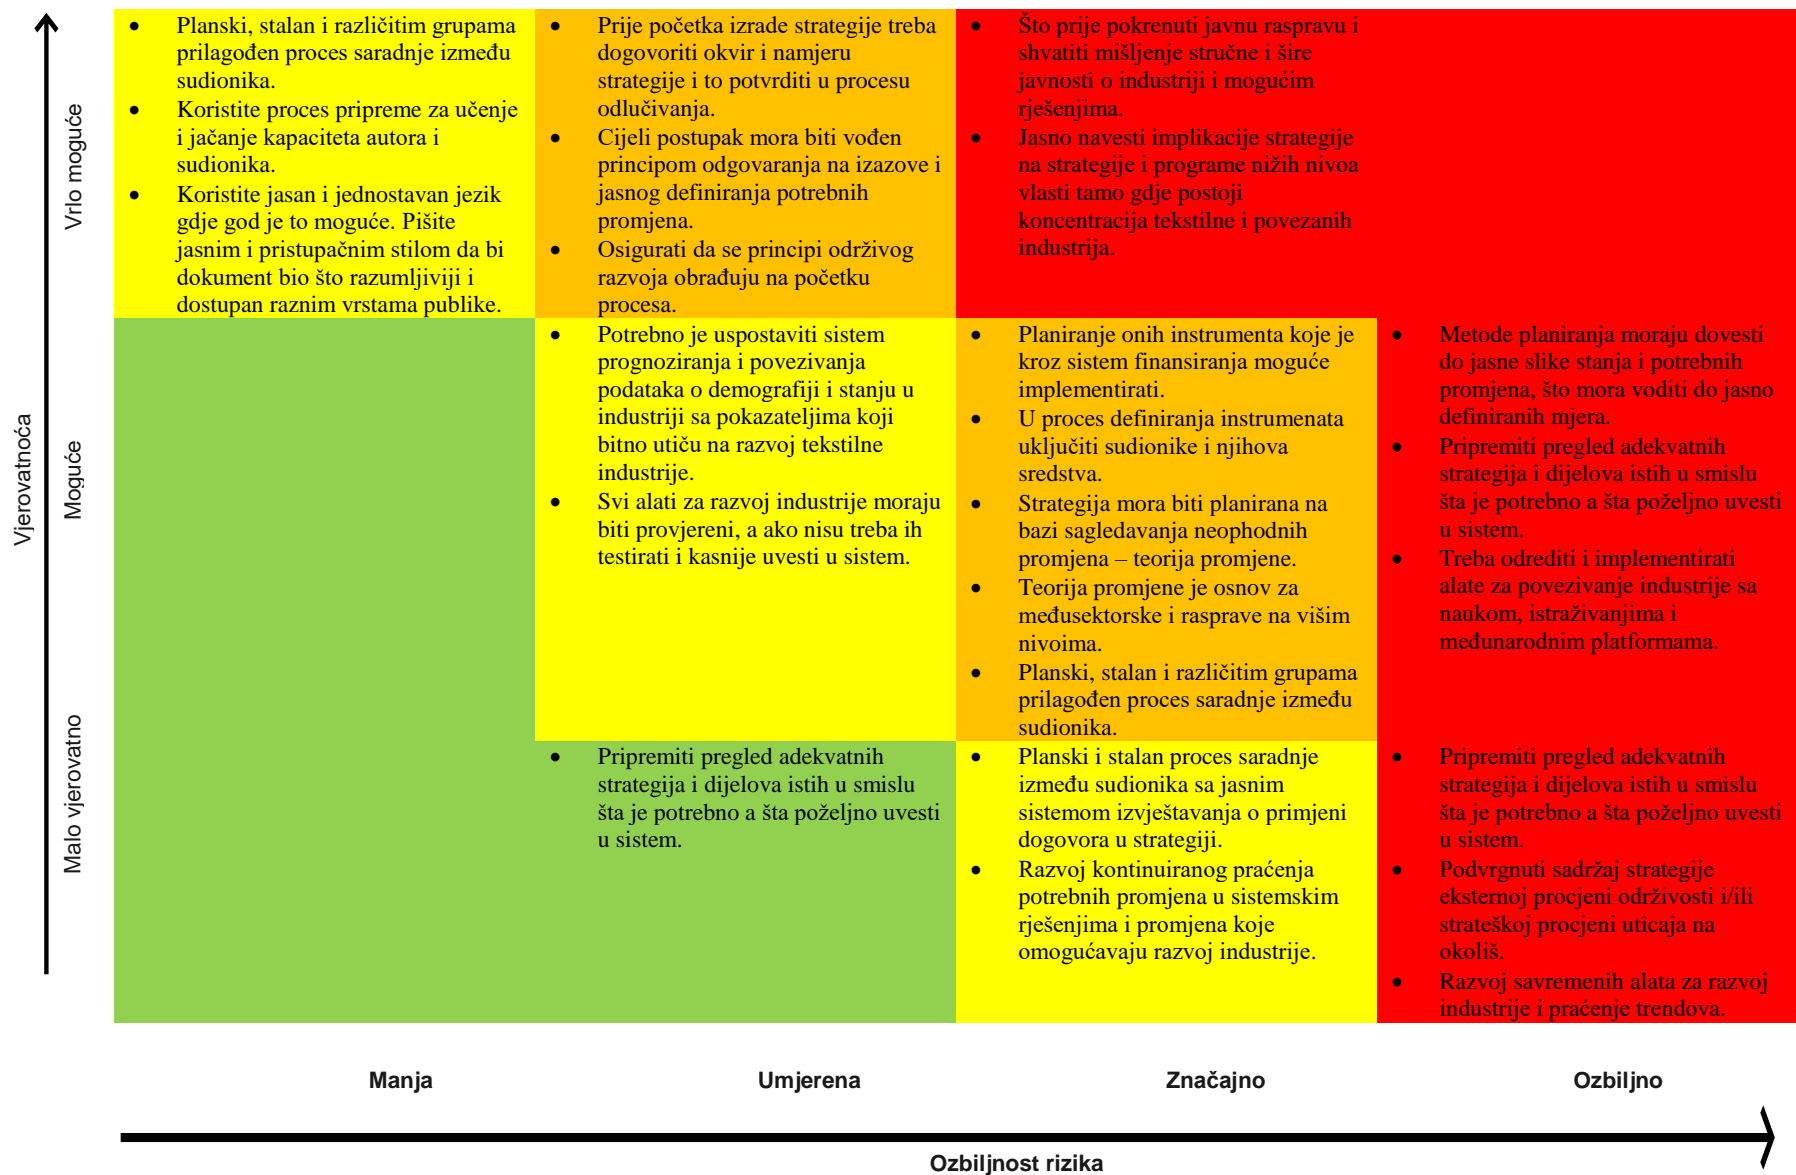 Vjerovatnoća
Vrlo moguće
Moguće
Malo vjerovatno
• Planski, stalan i različitim grupama
prilagođen proces saradnje između
sudionika.
• Koristite proces pripreme za učenje
i jačanje kapaciteta autora i
sudionika.
• Koristite jasan i jednostavan jezik
gdje god je to moguće. Pišite
jasnim i pristupačnim stilom da bi
dokument bio što razumljiviji i
dostupan raznim vrstama publike.
• Prije početka izrade strategije treba
dogovoriti okvir i namjeru
strategije i to potvrditi u procesu
odlučivanja.
• Cijeli postupak mora biti vođen
principom odgovaranja na izazove i
jasnog definiranja potrebnih
promjena.
• Osigurati da se principi održivog
razvoja obrađuju na početku
procesa.
• Što prije pokrenuti javnu raspravu i
shvatiti mišljenje stručne i šire
javnosti o industriji i mogućim
rješenjima.
• Jasno navesti implikacije strategije
na strategije i programe nižih nivoa
vlasti tamo gdje postoji
koncentracija tekstilne i povezanih
industrija.
• Potrebno je uspostaviti sistem
prognoziranja i povezivanja
podataka o demografiji i stanju u
industriji sa pokazateljima koji
bitno utiču na razvoj tekstilne
industrije.
• Svi alati za razvoj industrije moraju
biti provjereni, a ako nisu treba ih
testirati i kasnije uvesti u sistem.
• Planiranje onih instrumenta koje je
kroz sistem finansiranja moguće
implementirati.
• U proces definiranja instrumenata
uključiti sudionike i njihova
sredstva.
• Strategija mora biti planirana na
bazi sagledavanja neophodnih
promjena – teorija promjene.
• Teorija promjene je osnov za
međusektorske i rasprave na višim
nivoima.
• Planski, stalan i različitim grupama
prilagođen proces saradnje između
sudionika.
• Metode planiranja moraju dovesti
do jasne slike stanja i potrebnih
promjena, što mora voditi do jasno
definiranih mjera.
• Pripremiti pregled adekvatnih
strategija i dijelova istih u smislu
šta je potrebno a šta poželjno uvesti
u sistem.
• Treba odrediti i implementirati
alate za povezivanje industrije sa
naukom, istraživanjima i
međunarodnim platformama.
• Pripremiti pregled adekvatnih
strategija i dijelova istih u smislu
šta je potrebno a šta poželjno uvesti
u sistem.
• Planski i stalan proces saradnje
između sudionika sa jasnim
sistemom izvještavanja o primjeni
dogovora u strategiji.
• Razvoj kontinuiranog praćenja
potrebnih promjena u sistemskim
rješenjima i promjena koje
omogućavaju razvoj industrije.
• Pripremiti pregled adekvatnih
strategija i dijelova istih u smislu
šta je potrebno a šta poželjno uvesti
u sistem.
• Podvrgnuti sadržaj strategije
eksternoj procjeni održivosti i/ili
strateškoj procjeni uticaja na
okoliš.
• Razvoj savremenih alata za razvoj
industrije i praćenje trendova.
Manja
Umjerena
Značajno
Ozbiljno
Ozbiljnost rizika